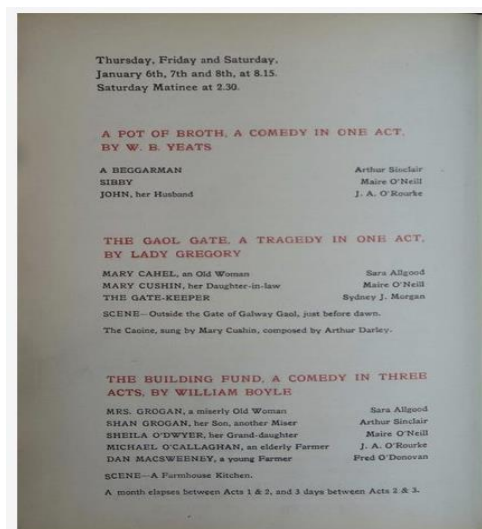 Thursday, Friday and Saturday,
January 6th, 7th and 8th, at 8.15.
Saturday Matinee at 2.30.
A POT OF BROTH, A COMEDY IN ONE ACT,
BY W. B. YEATS
A BEGGARMAN Arthur Sinclair
SIBBY Maire O'Neill
JOHN, her Husband J. A. O'Rourke
THE GAOL GATE, A TRAGEDY IN ONE ACT,
BY LADY GREGORY
MARY CAHEL, an Old Woman Sara Allgood
MARY CUSHIN, her Daughter-in-law Maire O'Neill
THE GATE-KEEPER Sydney J. Morgan
SCENE—Outside the Gate of Galway Gaol, just before dawn.
The Caoine, sung by Mary Cushin, composed by Arthur Darley.
THE BUILDING FUND, A COMEDY IN THREE
ACTS, BY WILLIAM BOYLE
MRS. GROGAN, a miserly Old Woman Sara Allgood
SHAN GROGAN, her Son, another Miser Arthur Sinclair
SHEILA O'DWYER, her Grand-daughter Maire O'Neill
MICHAEL O'CALLAGHAN, an elderly Farmer J. A. O'Rourke
DAN MACSWEENEY, a young Farmer Fred O'Donovan
SCENE—A Farmhouse Kitchen.
A month elapses between Acts 1 & 2, and 3 days between Acts 2 & 3.